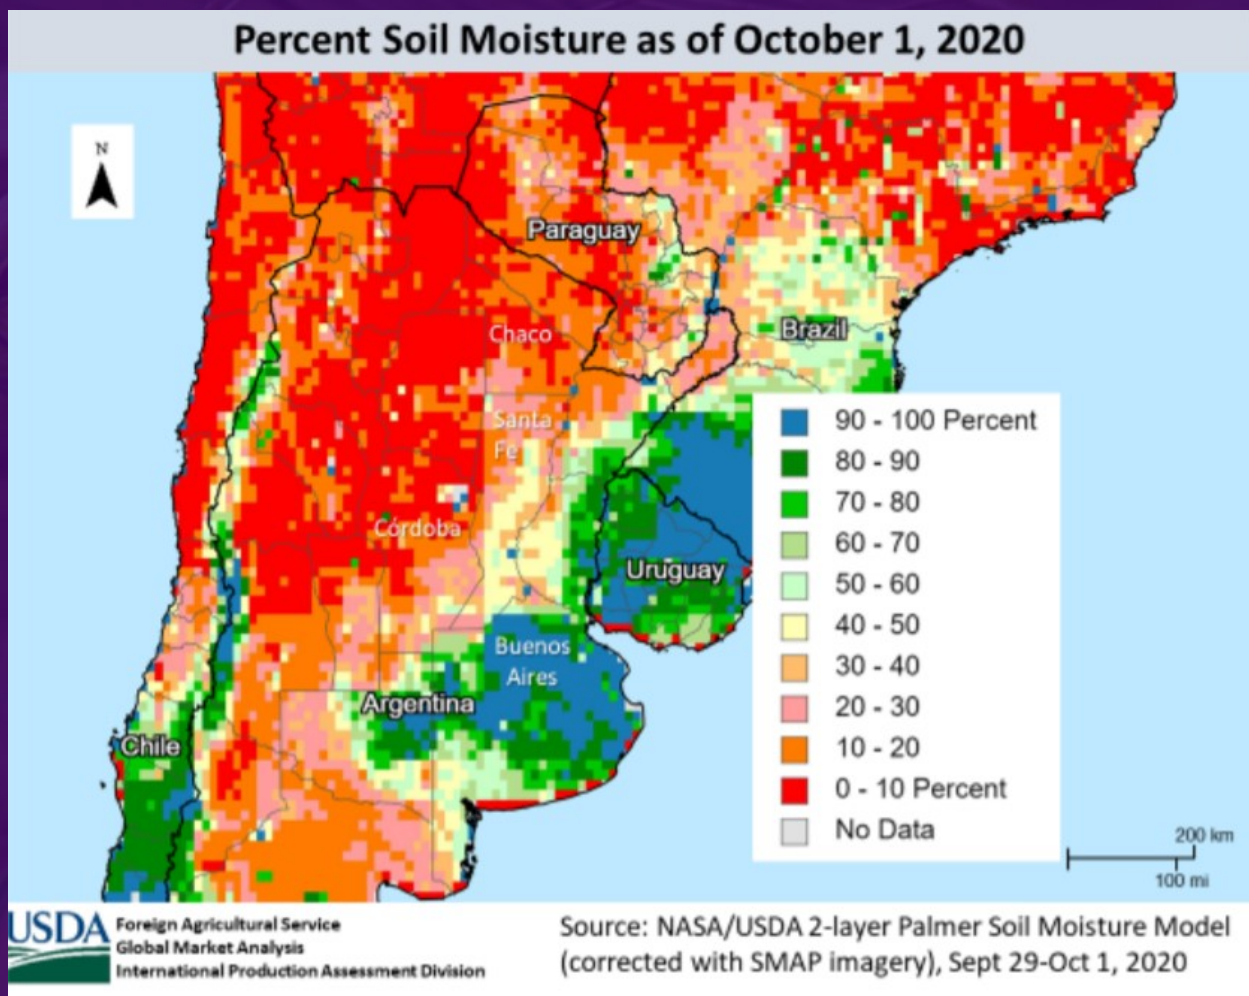 Percent Soil Moisture as of October 1, 2020
N
Paraguay
Chaco
Brazil
Santa
Fe
Córdoba
Uruguay
Buenos
Aires
Argentina
Chile
90 - 100 Percent
80 - 90
70 - 80
60 - 70
50 - 60
40 - 50
30 - 40
20 - 30
10 - 20
0 - 10 Percent
No Data
200 km
100 mi
USDA
Foreign Agricultural Service
Global Market Analysis
International Production Assessment Division
Source: NASA/USDA 2-layer Palmer Soil Moisture Model
(corrected with SMAP imagery), Sept 29-Oct 1, 2020